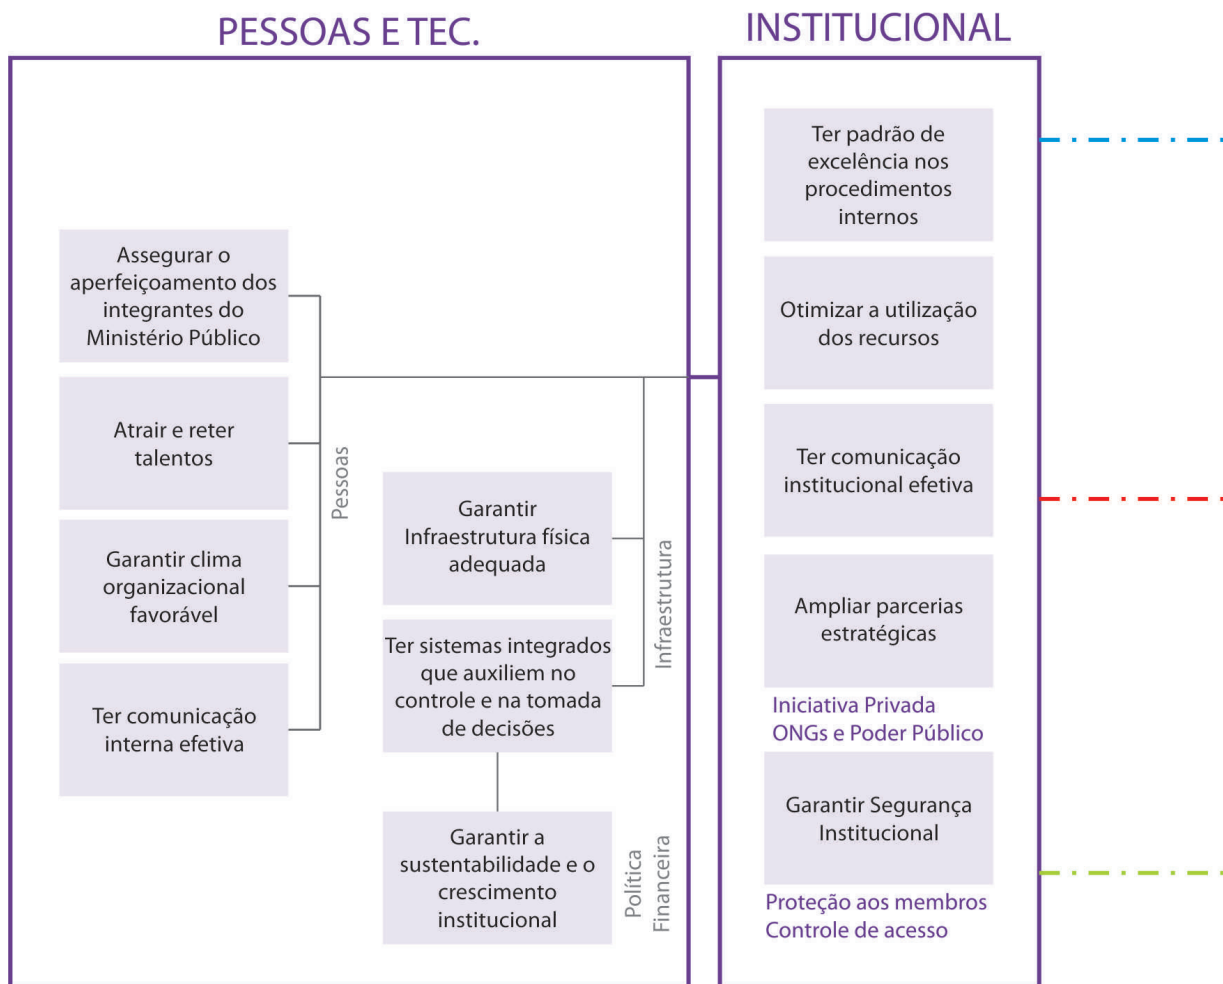 PESSOAS E TEC.
Assegurar o
aperfeiçoamento dos
integrantes do
Ministério Público
Atrair e reter
talentos
Garantir clima
organizacional
favorável
Ter comunicação
interna efetiva
Pessoas
Garantir
Infraestrutura física
adequada
Ter sistemas integrados
que auxiliem no
controle e na tomada
de decisões
Infraestrutura
Garantir a
sustentabilidade e o
crescimento
institucional
Política
Financeira
INSTITUCIONAL
Ter padrão de
excelência nos
procedimentos
internos
Otimizar a utilização
dos recursos
Ter comunicação
institucional efetiva
Ampliar parcerias
estratégicas
Iniciativa Privada
ONGs e Poder Público
Garantir Segurança
Institucional
Proteção aos membros
Controle de acesso